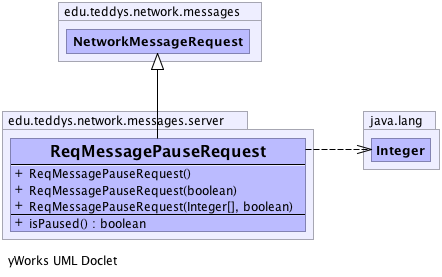 edu.teddys.network.messages
NetworkMessageRequest
edu.teddys.network.messages.server
java.lang
ReqMessagePauseRequest
Integer
+ ReqMessagePauseRequest()
+ ReqMessagePauseRequest(boolean)
+ ReqMessagePauseRequest(Integer[], boolean)
+ isPaused() : boolean
yWorks UML Doclet